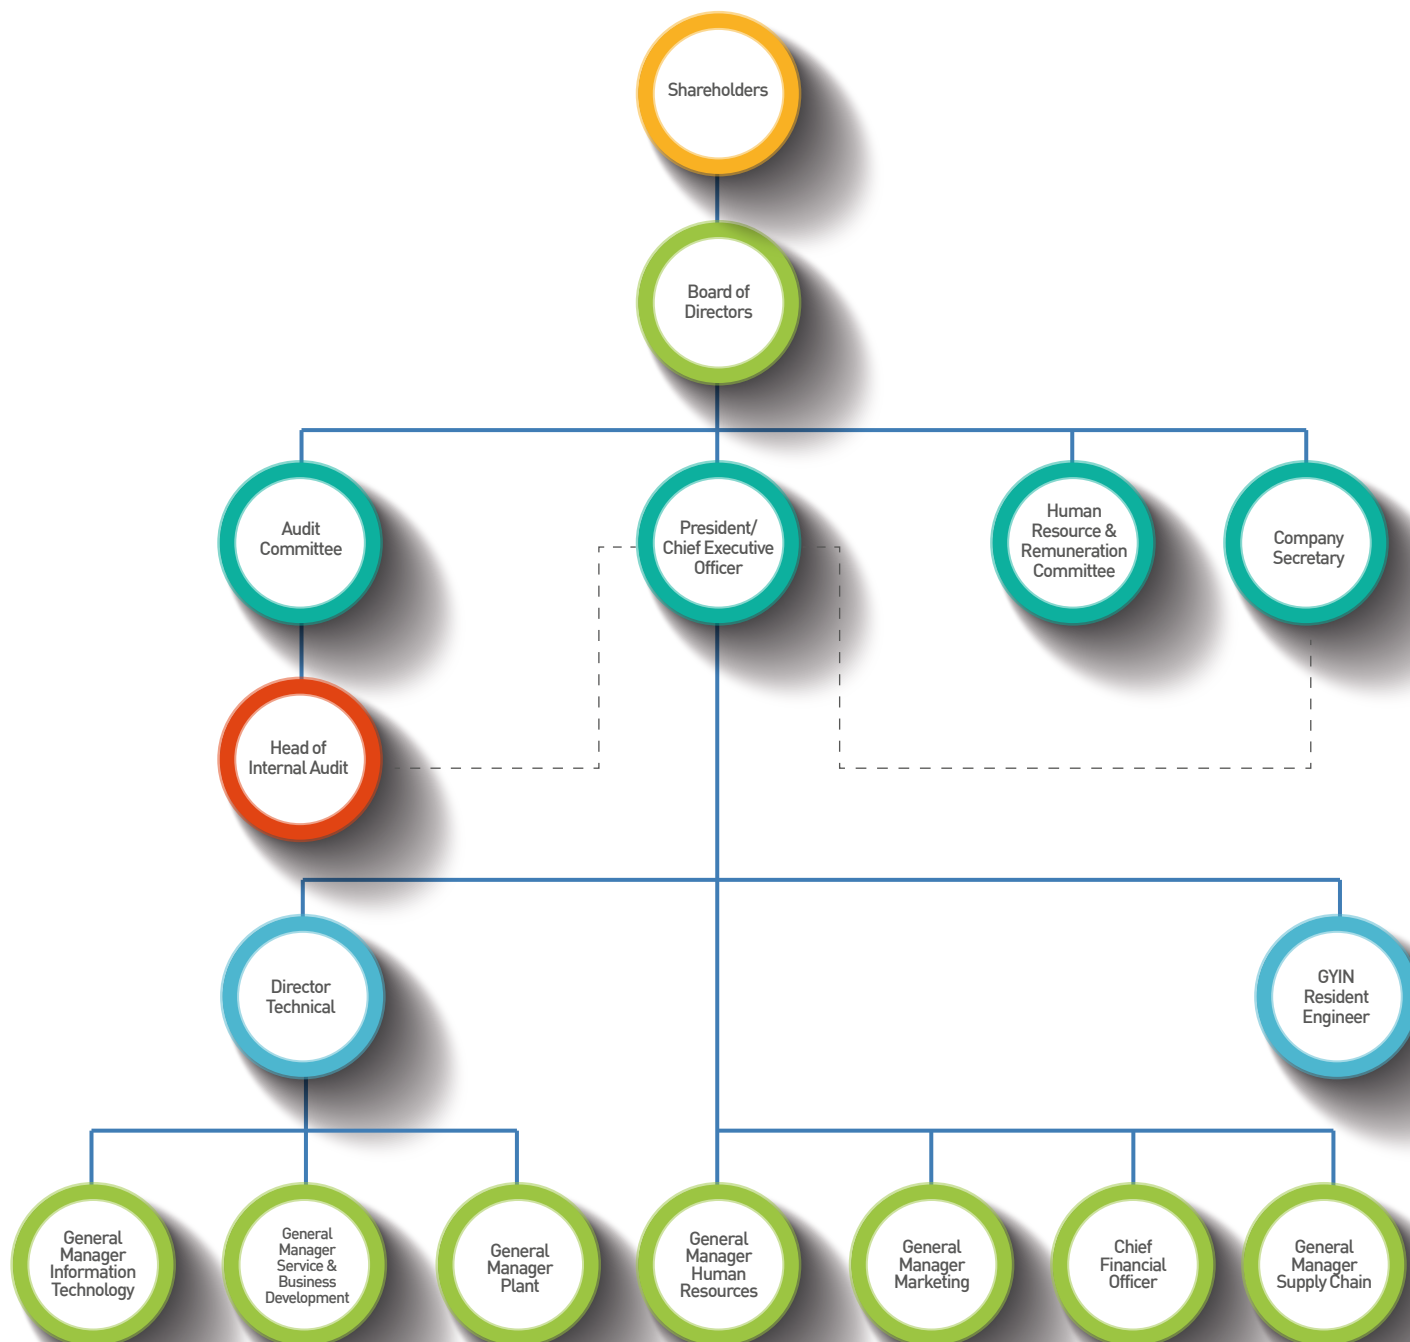 Shareholders
Board of
Directors
Audit
Committee
President/
Chief Executive
Officer
Human
Resource &
Remuneration
Committee
Company
Secretary
Head of
Internal Audit
Director
Technical
GYIN
Resident
Engineer
General
Manager
Information
Technology
General
Manager
Service &
Business
Development
General
Manager
Plant
General
Manager
Human
Resources
General
Manager
Marketing
Chief
Financial
Officer
General
Manager
Supply Chain